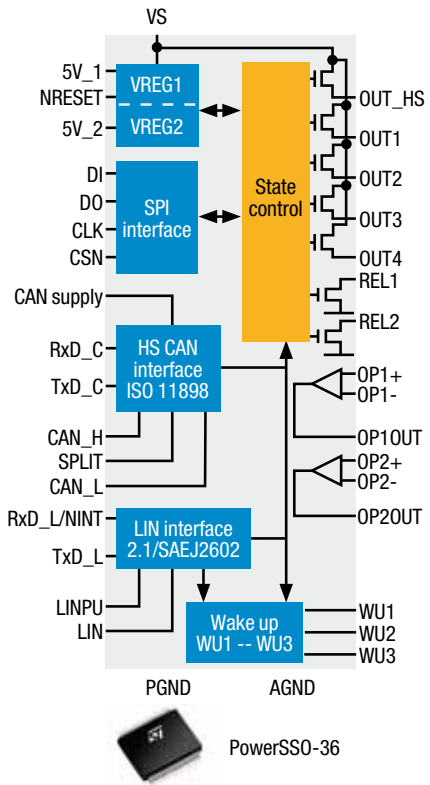 VS
5V_1
NRESET
5V_2
VREG1
VREG2
DI
DO
CLK
CSN
SPI
interface
State
control
OUT_HS
OUT1
OUT2
OUT3
OUT4
REL1
REL2
CAN supply
RxD_C
TxD_C
HS CAN
interface
ISO 11898
CAN_H
SPLIT
CAN_L
OP1+
OP1-
OP1OUT
OP2+
OP2-
OP2OUT
RxD_L/NINT
TxD_L
LIN interface
2.1/SAEJ2602
LINPU
LIN
Wake up
WU1 -- WU3
WU1
WU2
WU3
PGND
AGND
ST
PowerSSO-36